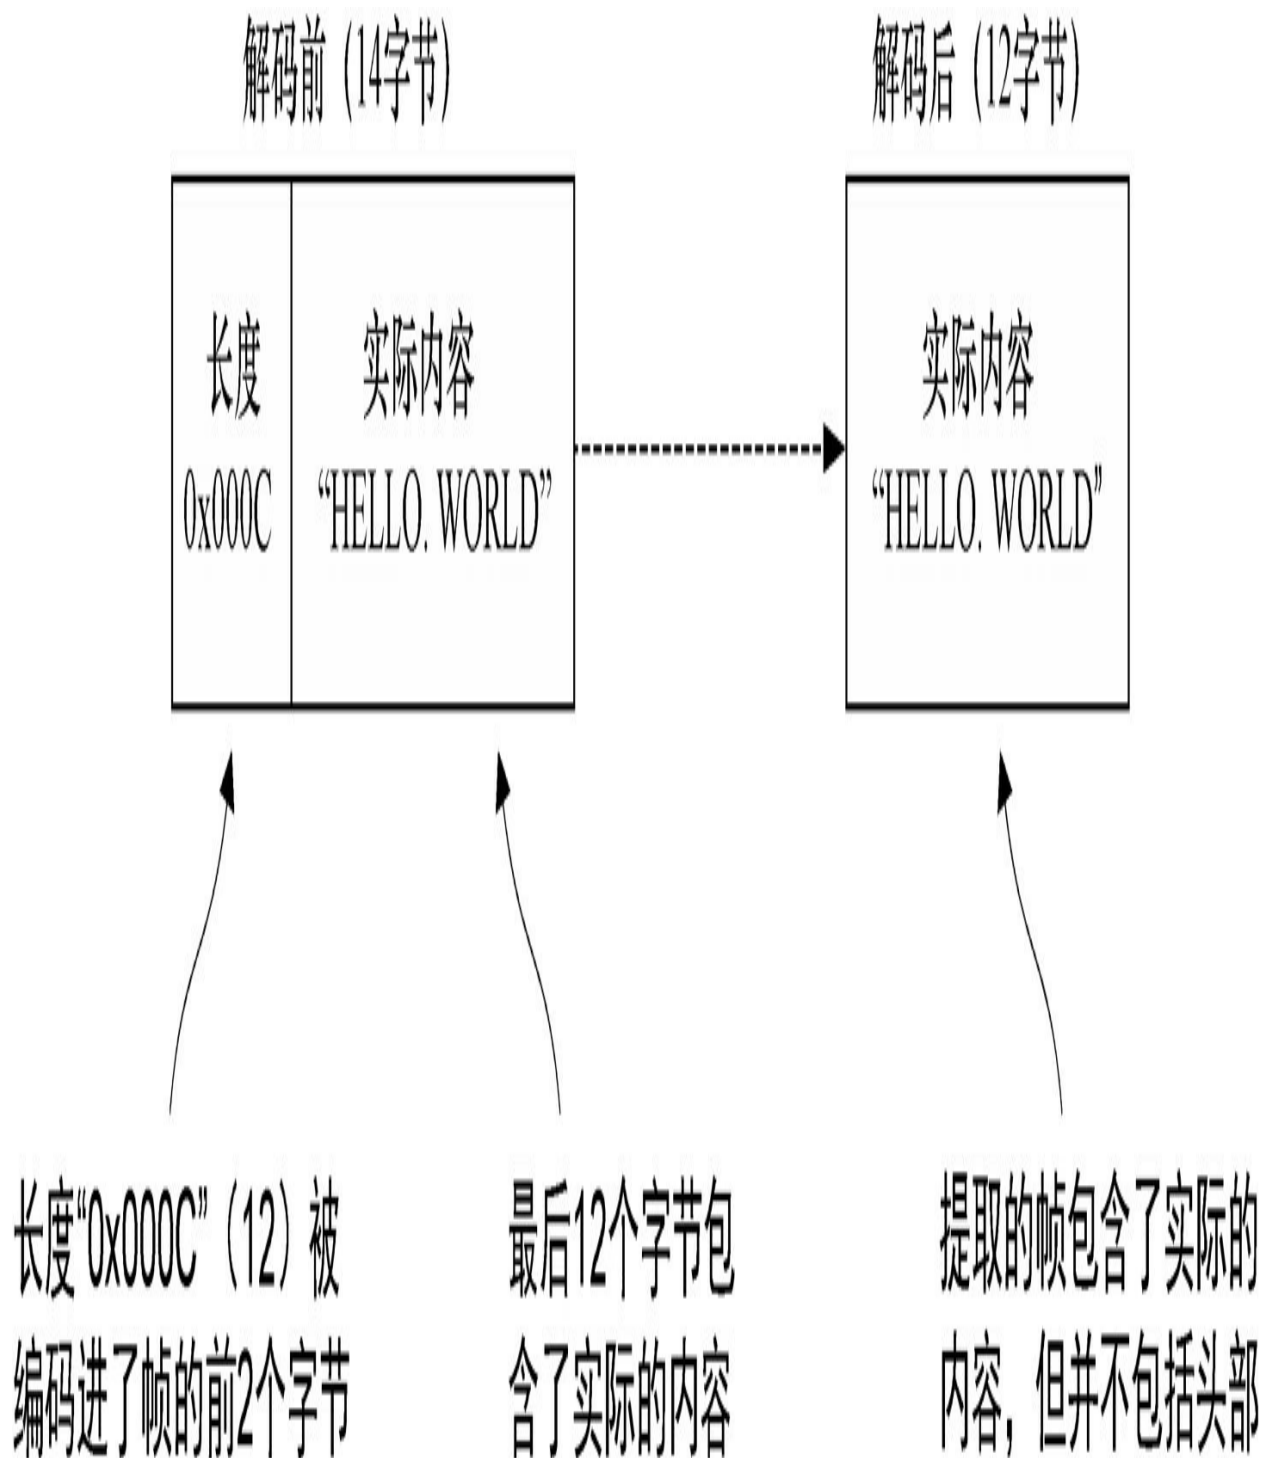 解码前（14字节）
解码后（12字节）
长度
0x000C
实际内容
“HELLO. WORLD”
实际内容
“HELLO. WORLD”
长度“0x000C”（12）被
编码进了帧的前2个字节
最后12个字节包
含了实际的内容
提取的帧包含了实际的
内容，但并不包括头部